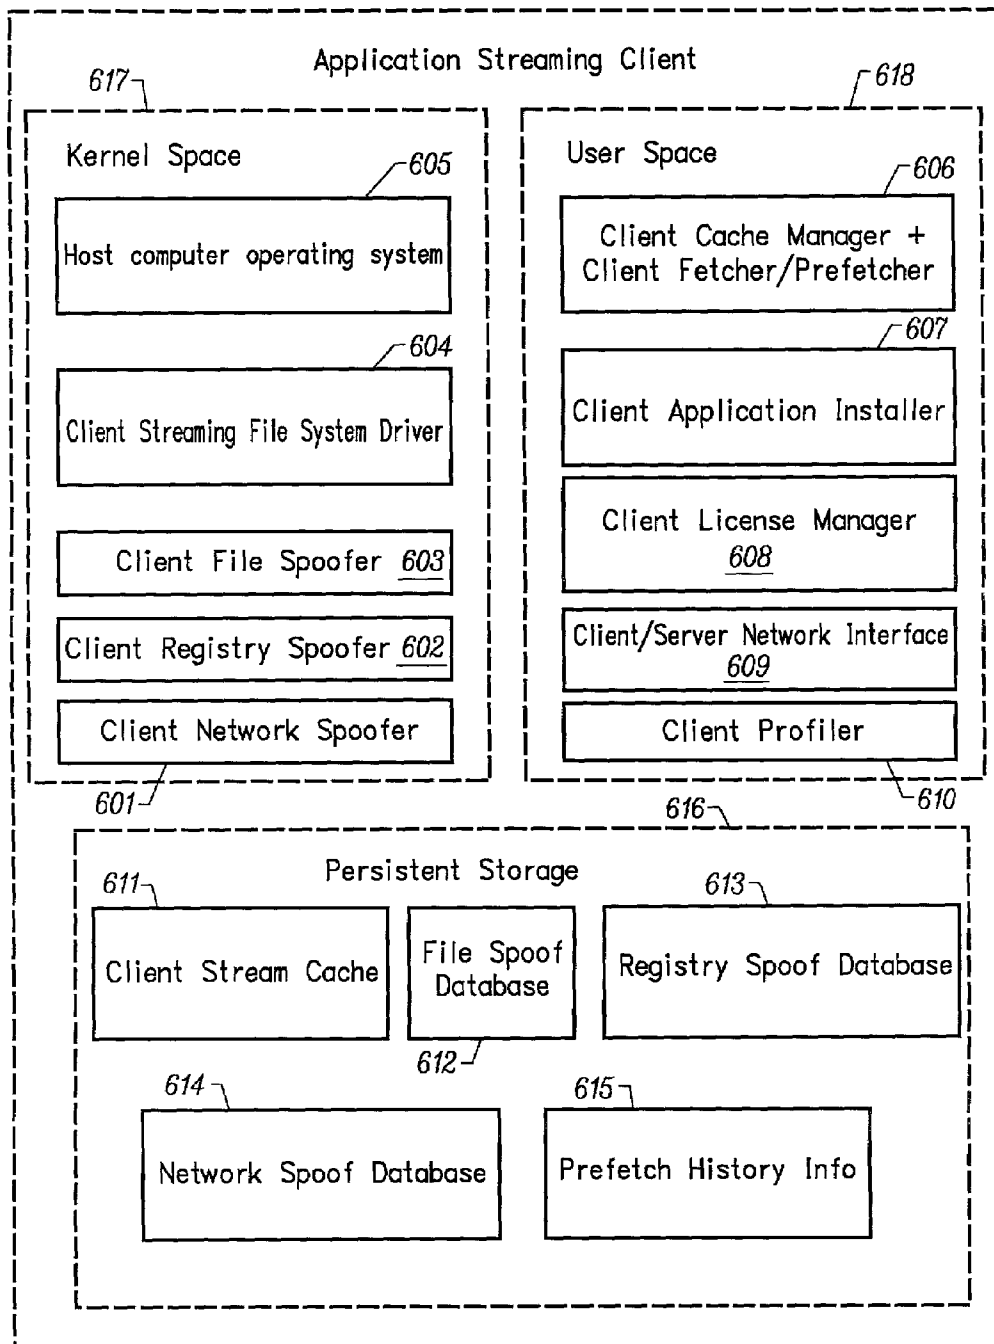 Application Streaming Client
617
618
Kernel Space
605
Host computer operating system
604
Client Streaming File System Driver
Client File Spoofer 603
Client Registry Spoofer 602
Client Network Spoofer
601
User Space
606
Client Cache Manager +
Client Fetcher/Prefetcher
607
Client Application Installer
Client License Manager
608
Client/Server Network Interface
609
Client Profiler
610
616
Persistent Storage
611
Client Stream Cache
File Spoof
Database
612
613
Registry Spoof Database
614
Network Spoof Database
615
Prefetch History Info